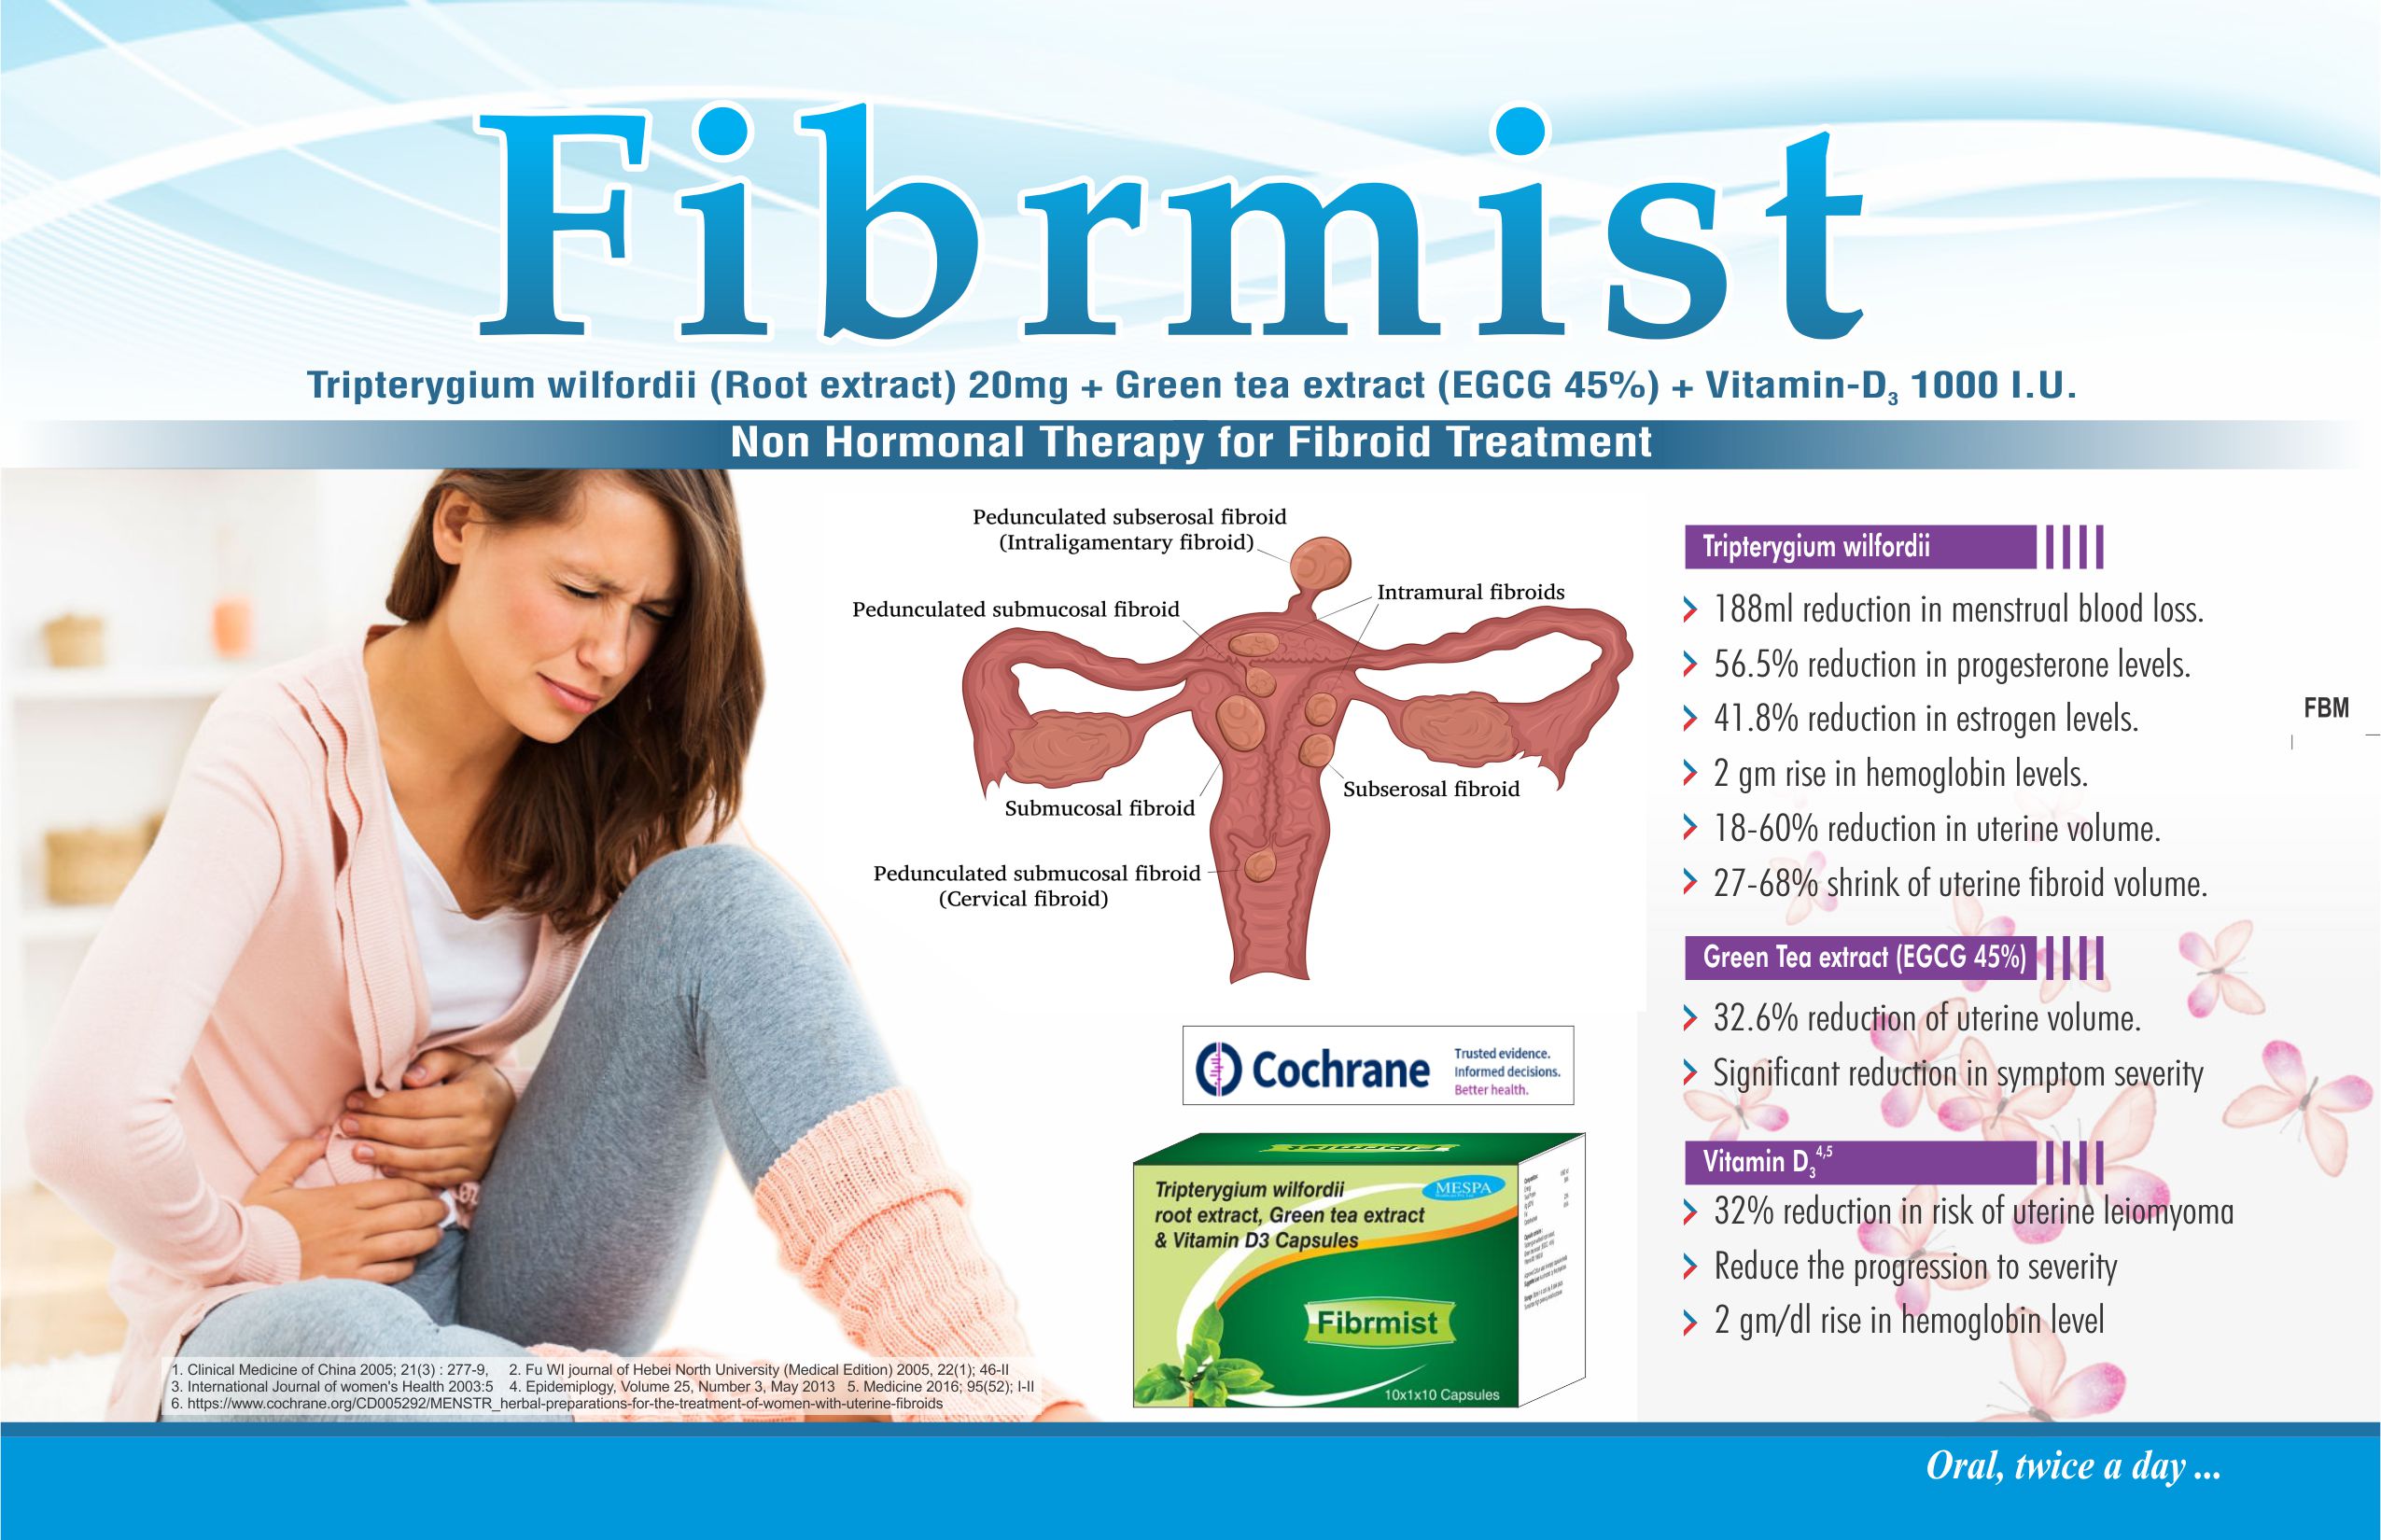 Fibrmist
Tripterygium wilfordii (Root extract) 20mg + Green tea extract (EGCG 45%) + Vitamin-D₃ 1000 I.U.
Non Hormonal Therapy for Fibroid Treatment
Pedunculated subserosal fibroid
(Intraligamentary fibroid)
Intramural fibroids
Pedunculated submucosal fibroid
Subserosal fibroid
Submucosal fibroid
Pedunculated submucosal fibroid
(Cervical fibroid)
Tripterygium wilfordii
188ml reduction in menstrual blood loss.
56.5% reduction in progesterone levels.
41.8% reduction in estrogen levels.
2 gm rise in hemoglobin levels.
18-60% reduction in uterine volume.
27-68% shrink of uterine fibroid volume.
FBM
Green Tea extract (EGCG 45%)
32.6% reduction of uterine volume.
Significant reduction in symptom severity
Vitamin D₃⁴,⁵
32% reduction in risk of uterine leiomyoma
Reduce the progression to severity
2 gm/dl rise in hemoglobin level
Cochrane
Trusted evidence.
Informed decisions.
Better health.
Fibrmist
MESPA
Tripterygium wilfordii
root extract, Green tea extract
& Vitamin D3 Capsules
Fibrmist
10x1x10 Capsules
1. Clinical Medicine of China 2005; 21(3) : 277-9, 2. Fu WI journal of Hebei North University (Medical Edition) 2005, 22(1); 46-II
3. International Journal of women's Health 2003:5 4. Epidemiplogy, Volume 25, Number 3, May 2013 5. Medicine 2016; 95(52); I-II
6. https://www.cochrane.org/CD005292/MENSTR_herbal-preparations-for-the-treatment-of-women-with-uterine-fibroids
Oral, twice a day ...